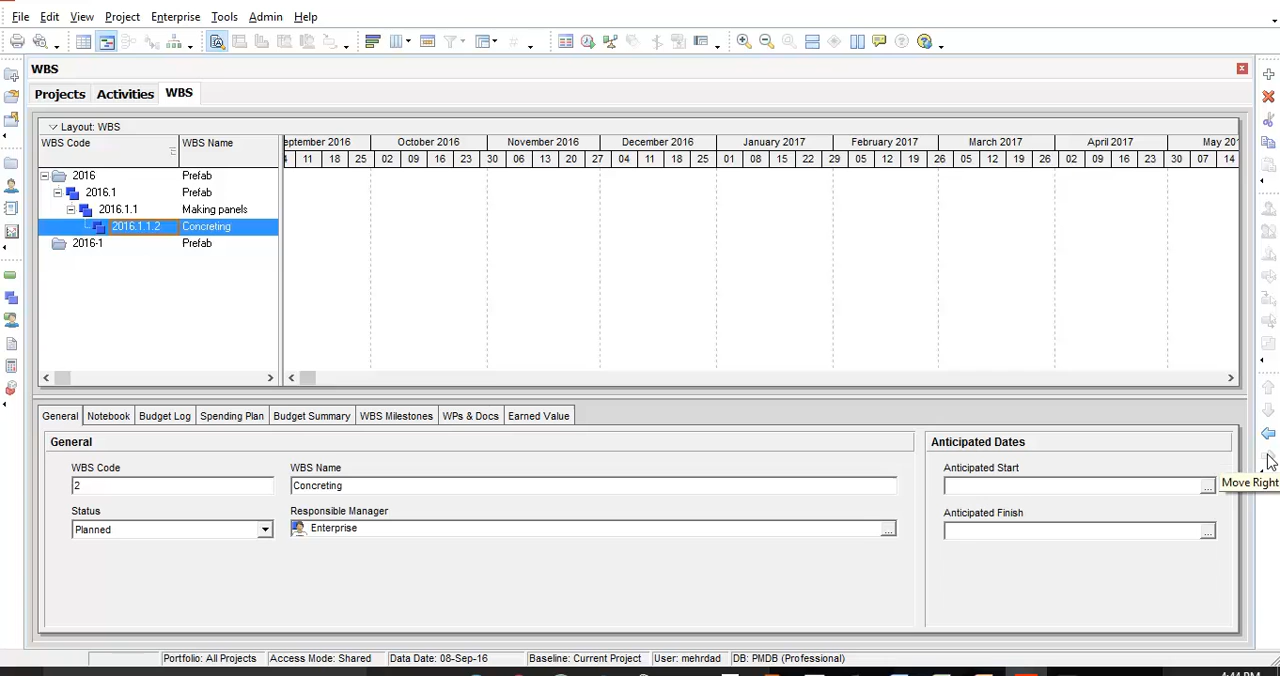 File Edit View Project Enterprise Tools Admin Help
WBS
Projects Activities WBS
Layout: WBS
WBS Code WBS Name
eptember 2016 October 2016 November 2016 December 2016 January 2017 February 2017 March 2017 April 2017 May 201
4 11 18 25 02 09 16 23 30 06 13 20 27 04 11 18 25 01 08 15 22 29 05 12 19 26 05 12 19 26 02 09 16 23 30 07 14
2016 Prefab
2016.1 Prefab
2016.1.1 Making panels
2016.1.1.2 Concreting
2016-1 Prefab
General Notebook Budget Log Spending Plan Budget Summary WBS Milestones WPs & Docs Earned Value
General Anticipated Dates
WBS Code WBS Name Anticipated Start
2 Concreting
Move Right
Status Responsible Manager Anticipated Finish
Planned Enterprise
Portfolio: All Projects Access Mode: Shared Data Date: 08-Sep-16 Baseline: Current Project User: mehrdad DB: PMDB (Professional)
4:44 PM